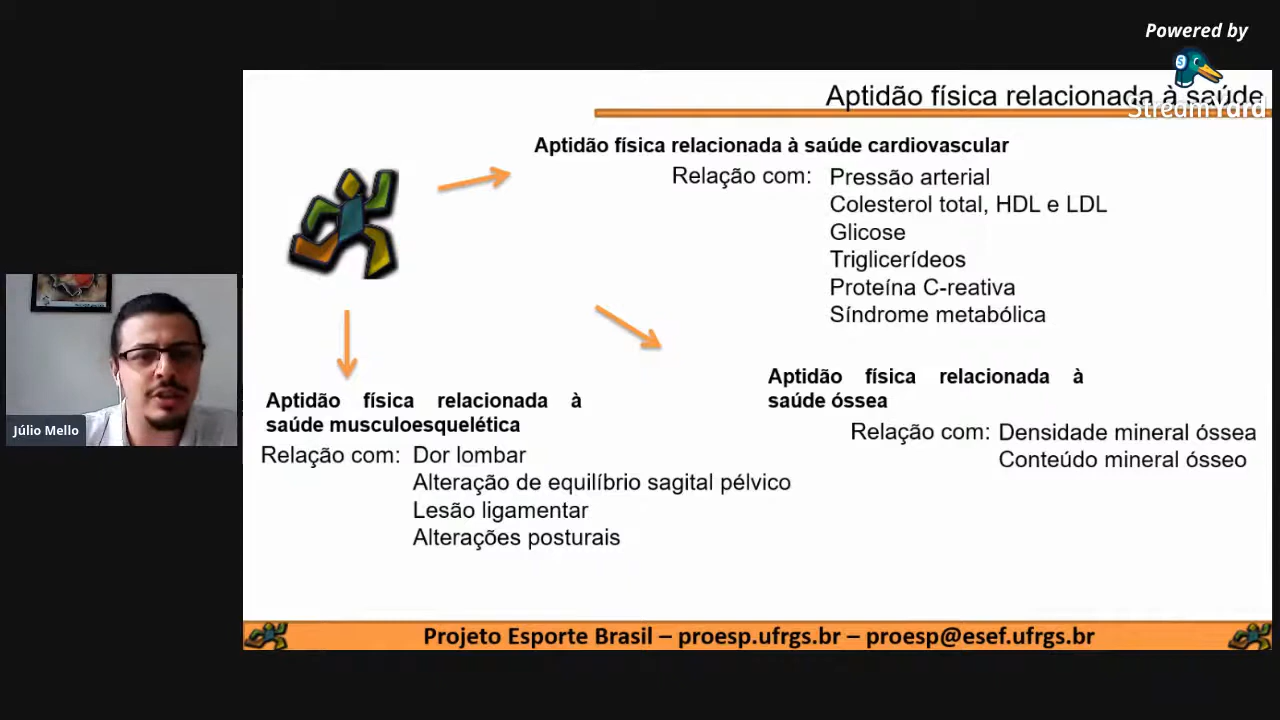 Powered by
StreamYard
Aptidão física relacionada à saúde
Aptidão física relacionada à saúde cardiovascular
Relação com: Pressão arterial
Colesterol total, HDL e LDL
Glicose
Triglicerídeos
Proteína C-reativa
Síndrome metabólica
Aptidão física relacionada à
saúde óssea
Relação com: Densidade mineral óssea
Conteúdo mineral ósseo
Aptidão física relacionada à
saúde musculoesquelética
Relação com: Dor lombar
Alteração de equilíbrio sagital pélvico
Lesão ligamentar
Alterações posturais
Júlio Mello
Projeto Esporte Brasil – proesp.ufrgs.br – proesp@esef.ufrgs.br